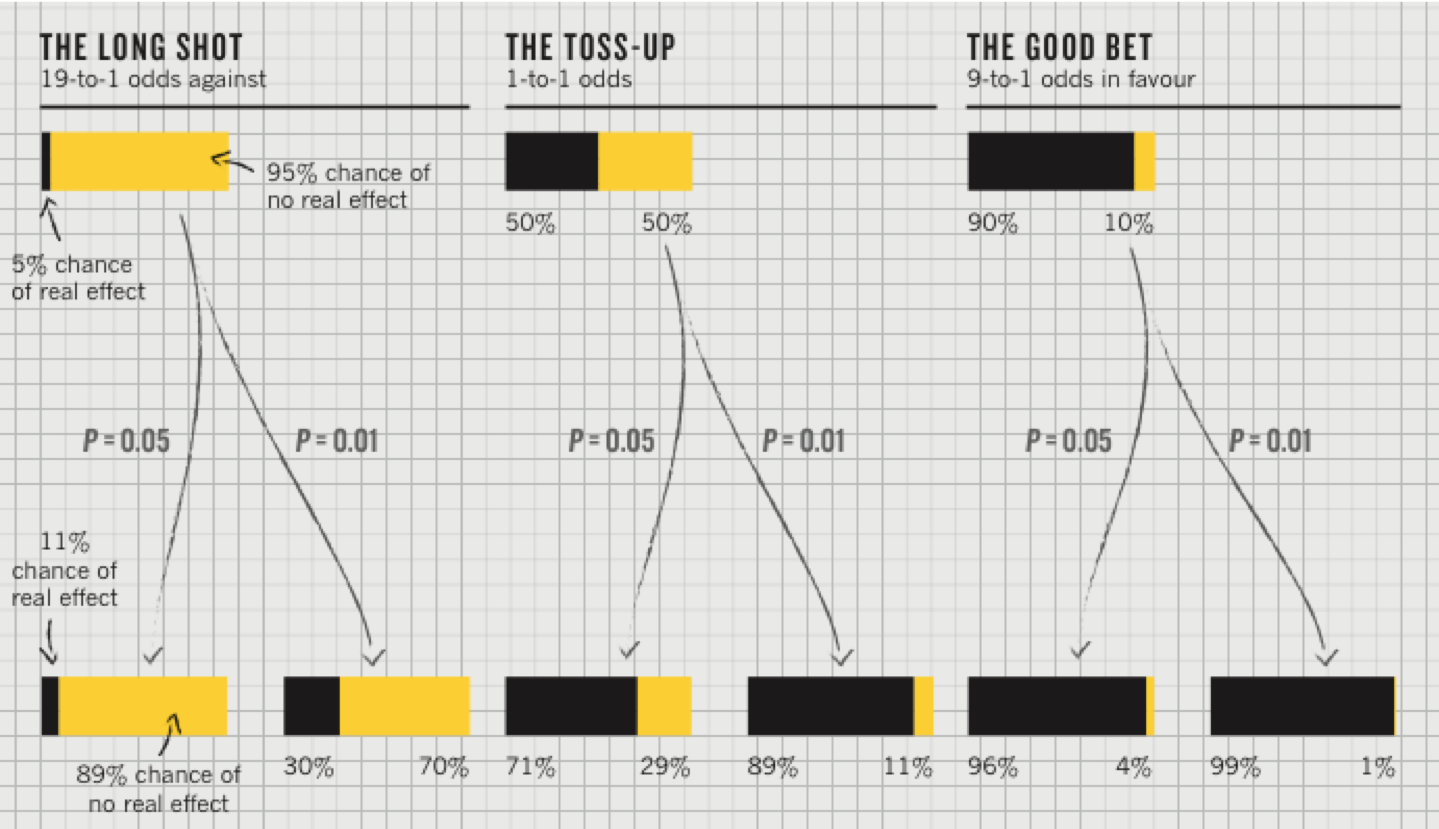 THE LONG SHOT
19-to-1 odds against
95% chance of
no real effect
5% chance
of real effect
P = 0.05
P = 0.01
11%
chance of
real effect
89% chance of
no real effect
30%
70%
THE TOSS-UP
1-to-1 odds
50%
50%
P = 0.05
P = 0.01
71%
29%
89%
11%
THE GOOD BET
9-to-1 odds in favour
90%
10%
P = 0.05
P = 0.01
96%
4%
99%
1%